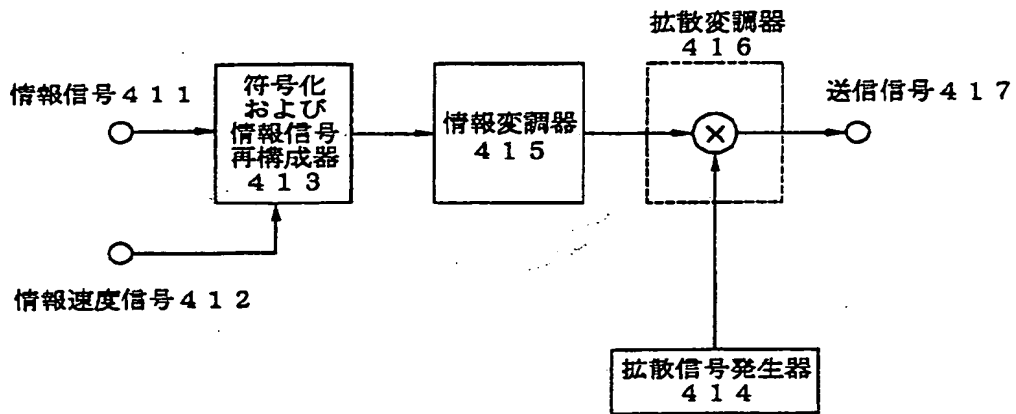 拡散変調器
４１６
情報信号４１１
符号化
および
情報信号
再構成器
４１３
情報変調器
４１５
送信信号４１７
情報速度信号４１２
拡散信号発生器
４１４